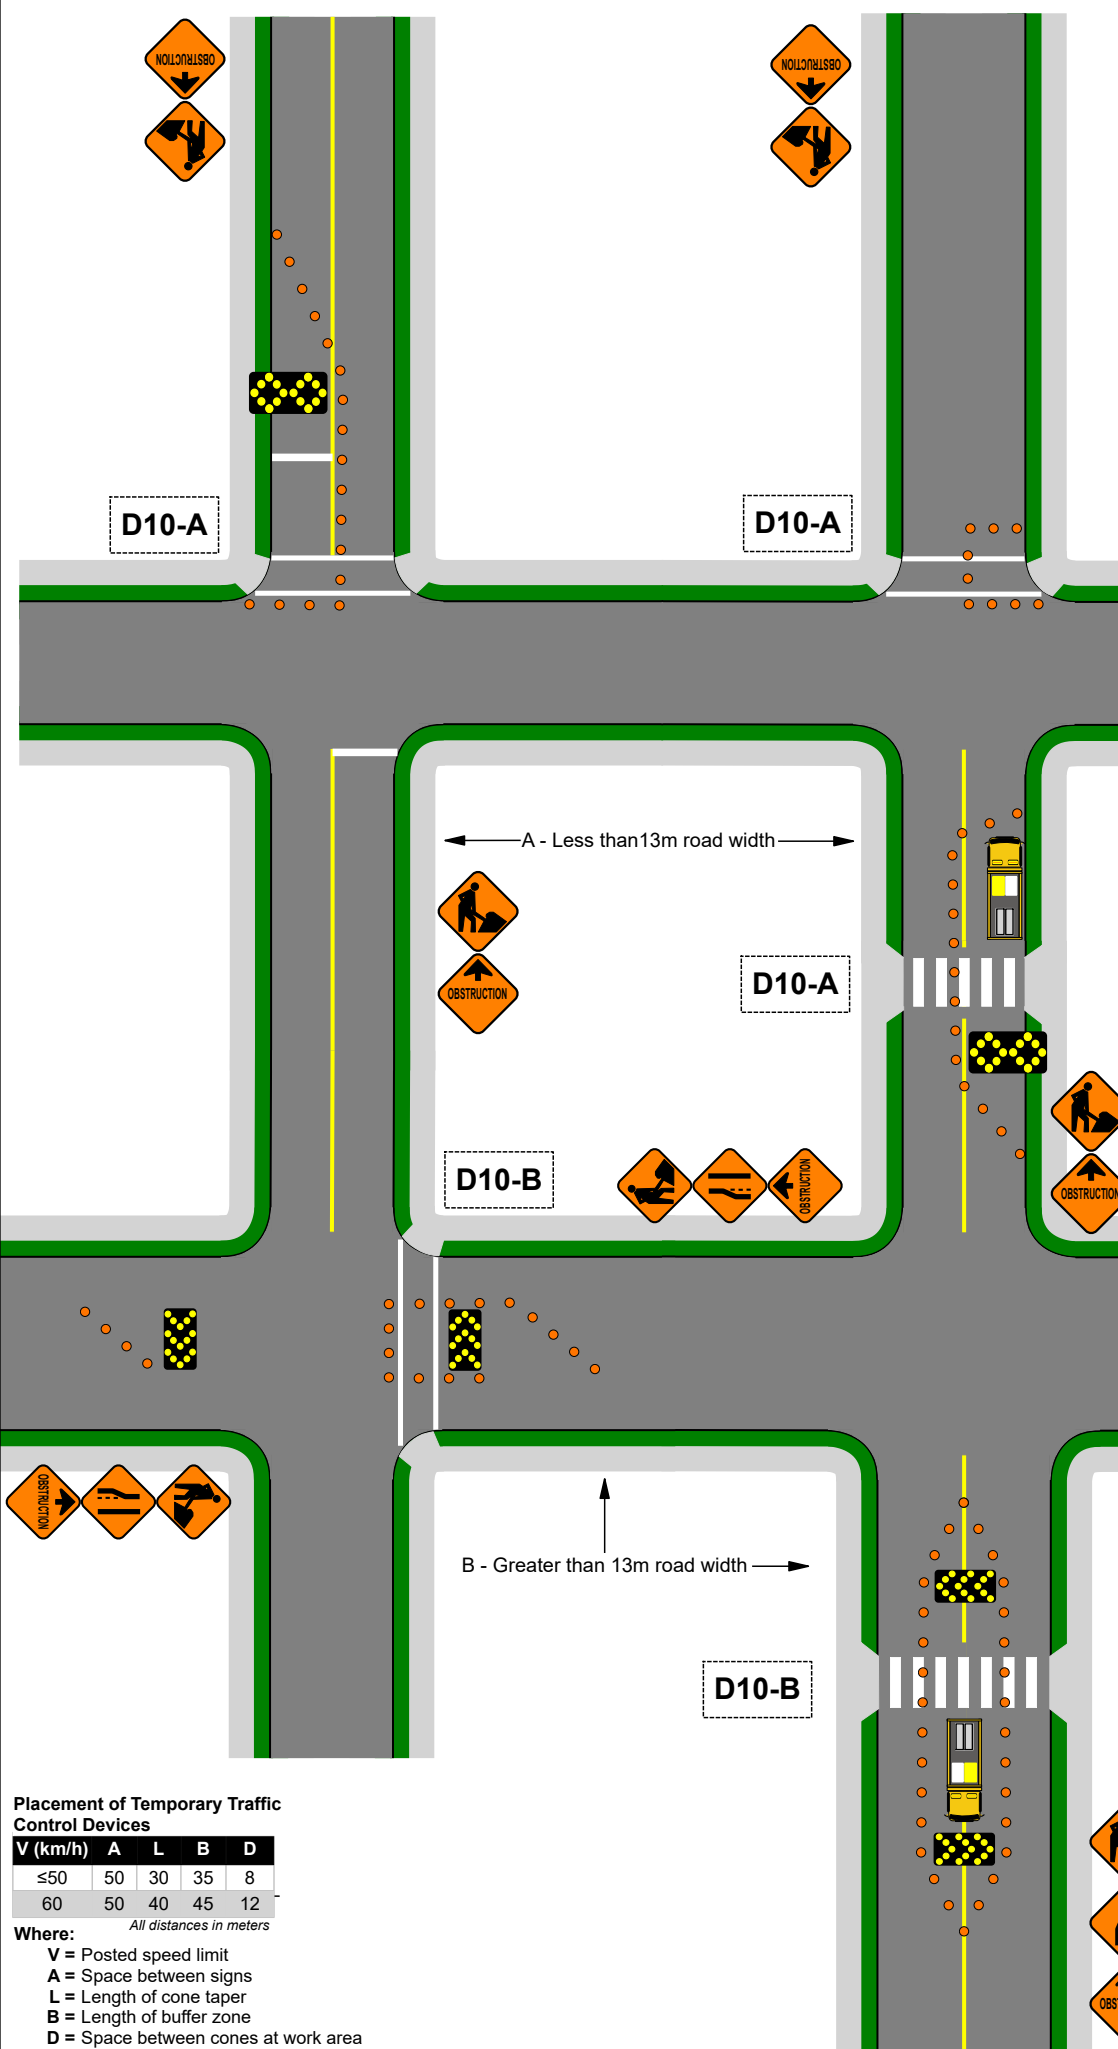 OBSTRUCTION
OBSTRUCTION
D10-A
D10-A
A - Less than13m road width
OBSTRUCTION
D10-A
D10-B
OBSTRUCTION
OBSTRUCTION
OBSTRUCTION
B - Greater than 13m road width
D10-B
Placement of Temporary Traffic
Control Devices
V (km/h) A L B D
≤50 50 30 35 8
60 50 40 45 12
All distances in meters
Where:
V = Posted speed limit
A = Space between signs
L = Length of cone taper
B = Length of buffer zone
D = Space between cones at work area
OBS